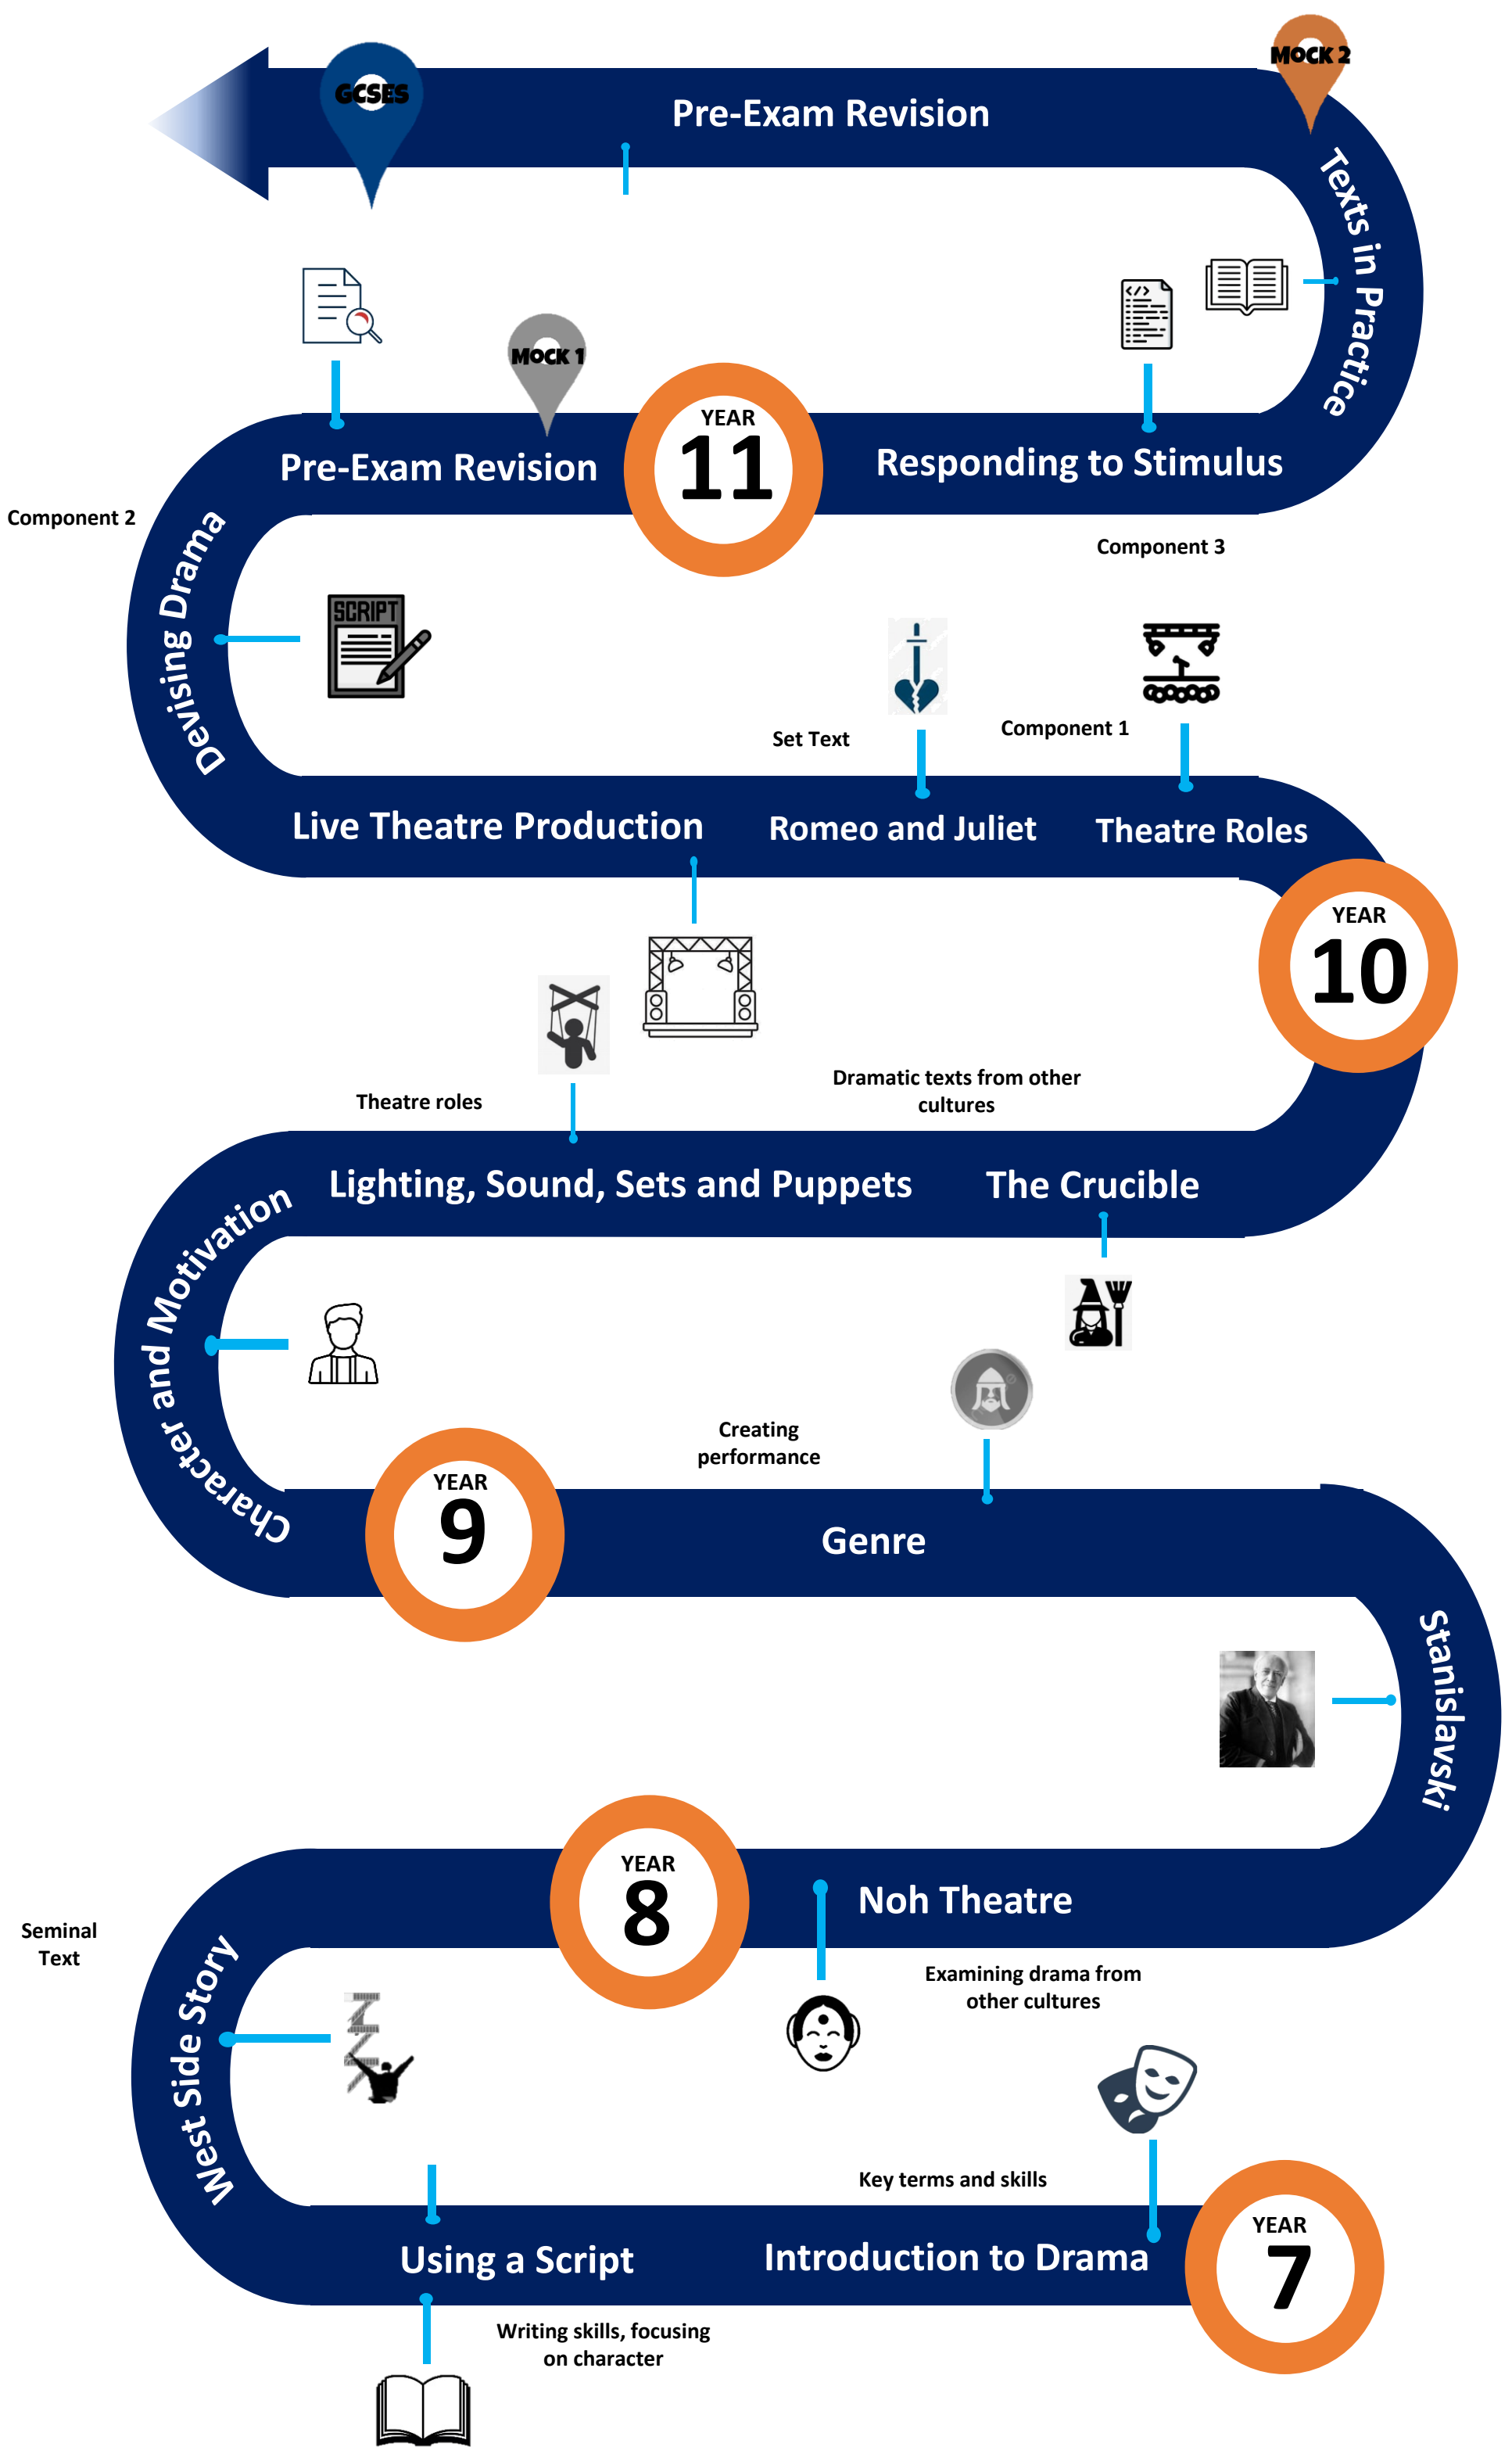 GCSES
Pre-Exam Revision
MOCK 2
Texts in Practice
</>
MOCK 1
Pre-Exam Revision
YEAR
11
Responding to Stimulus
Component 2
Component 3
Devising Drama
SCRIPT
Set Text
Component 1
Live Theatre Production
Romeo and Juliet
Theatre Roles
YEAR
10
Theatre roles
Dramatic texts from other
cultures
Lighting, Sound, Sets and Puppets
The Crucible
Character and Motivation
Creating
performance
YEAR
9
Genre
Stanislavski
YEAR
8
Noh Theatre
Seminal
Text
Examining drama from
other cultures
West Side Story
Key terms and skills
Using a Script
Introduction to Drama
YEAR
7
Writing skills, focusing
on character